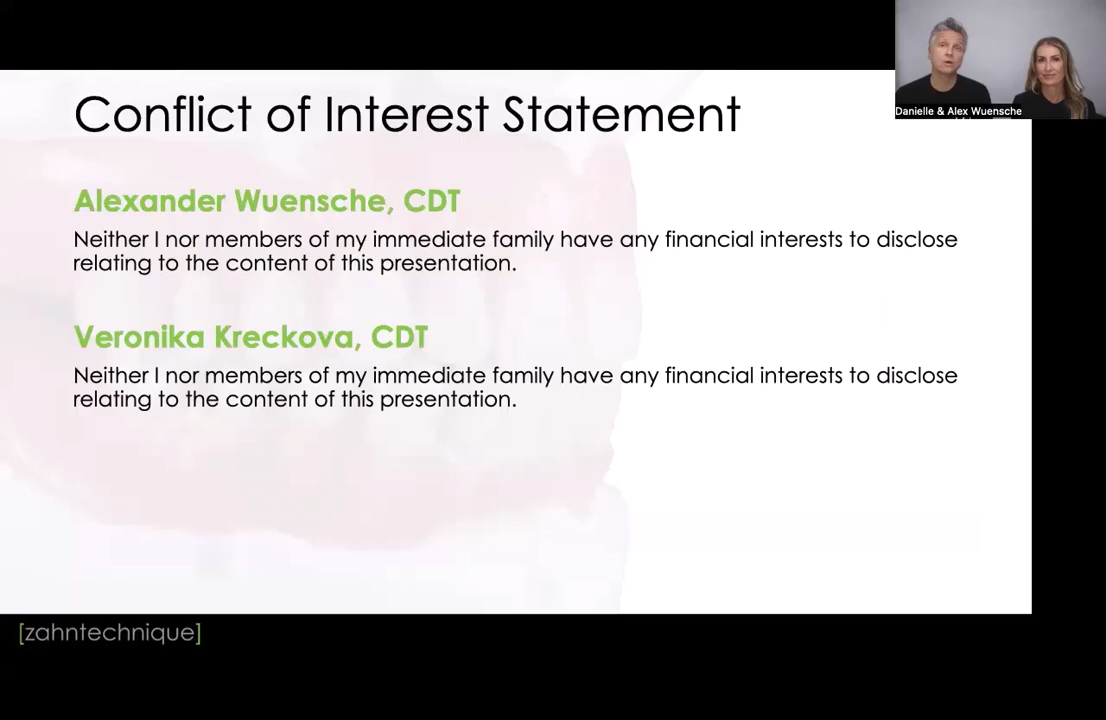 Conflict of Interest Statement
Danielle & Alex Wuensche
Alexander Wuensche, CDT
Neither I nor members of my immediate family have any financial interests to disclose
relating to the content of this presentation.
Veronika Kreckova, CDT
Neither I nor members of my immediate family have any financial interests to disclose
relating to the content of this presentation.
[zahntechnique]